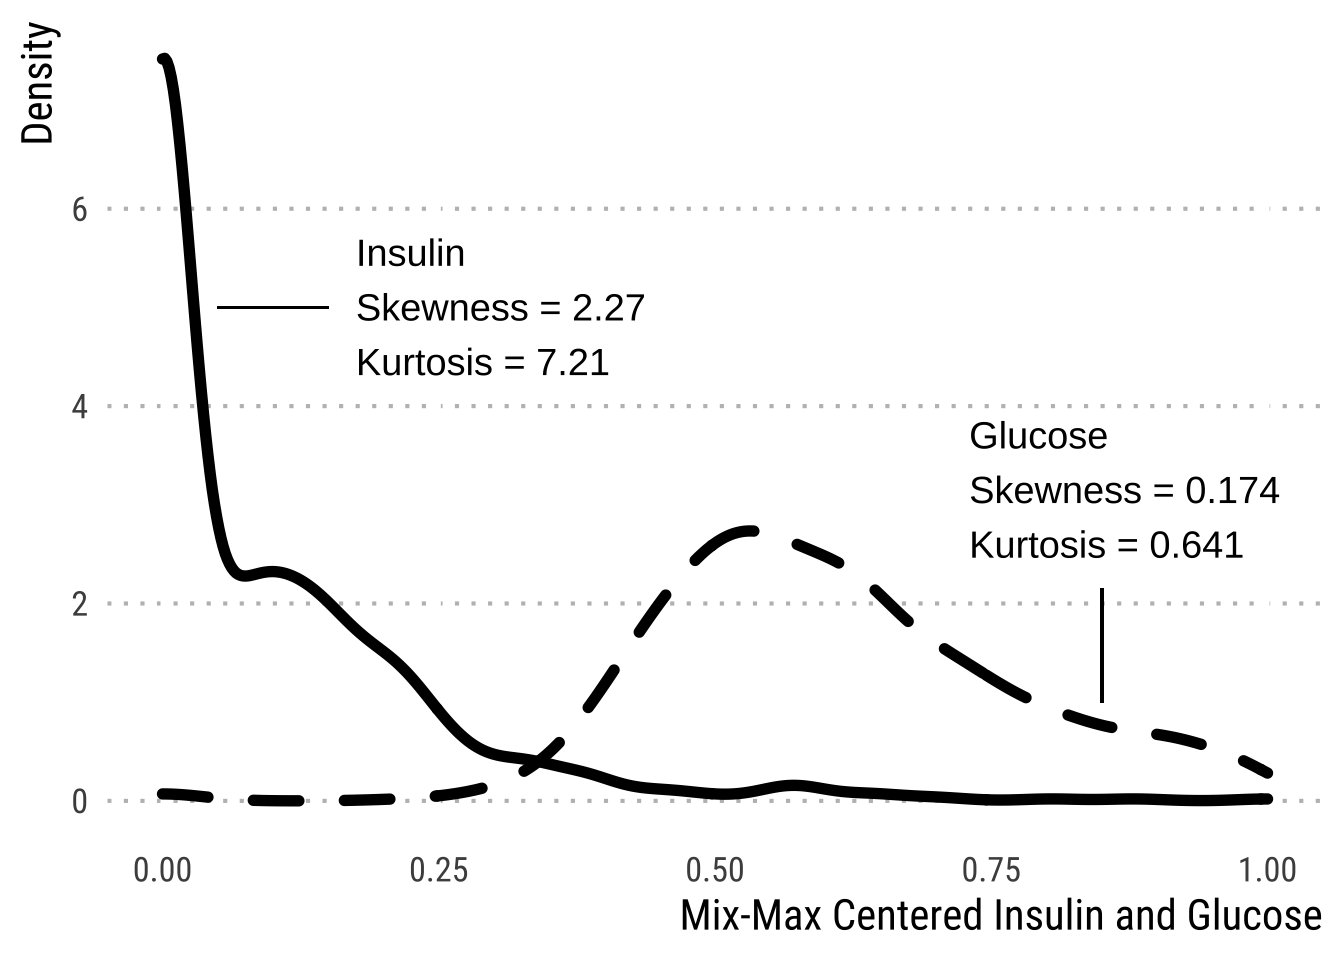 Density
6
4
2
0
Insulin
Skewness = 2.27
Kurtosis = 7.21
Glucose
Skewness = 0.174
Kurtosis = 0.641
0.00 0.25 0.50 0.75 1.00
Mix-Max Centered Insulin and Glucose